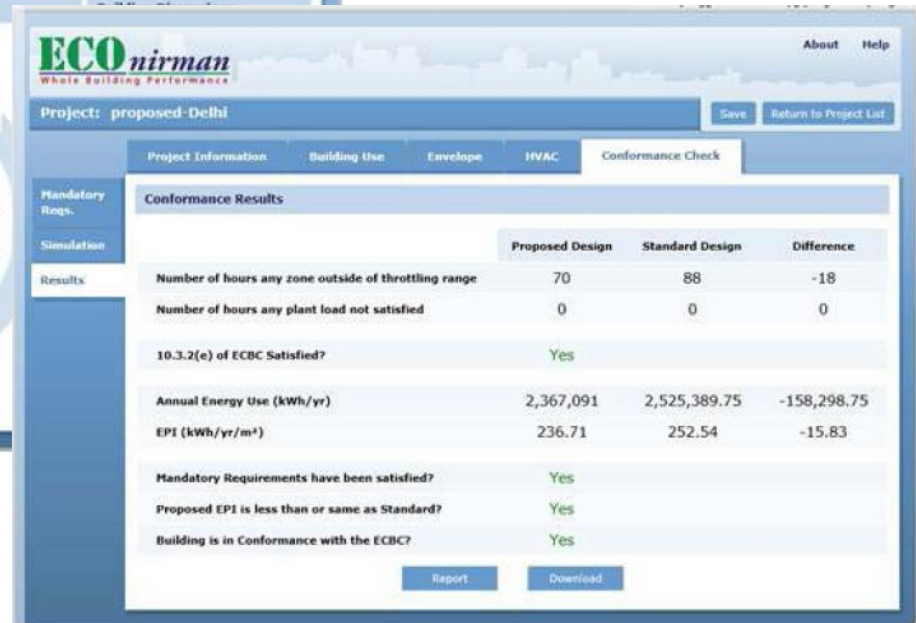 About Help
ECO nirman
Whole Building Performance
Project: proposed-Delhi
Save Return to Project List
Project Information Building Use Envelope HVAC Conformance Check
Mandatory Reqs.
Simulation
Results
Conformance Results
Proposed Design Standard Design Difference
Number of hours any zone outside of throttling range 70 88 -18
Number of hours any plant load not satisfied 0 0 0
10.3.2(e) of ECBC Satisfied? Yes
Annual Energy Use (kWh/yr) 2,367,091 2,525,389.75 -158,298.75
EPI (kWh/yr/m²) 236.71 252.54 -15.83
Mandatory Requirements have been satisfied? Yes
Proposed EPI is less than or same as Standard? Yes
Building is in Conformance with the ECBC? Yes
Report Download